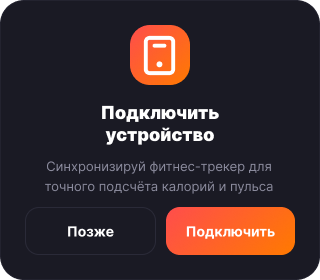 Подключить
устройство
Синхронизируй фитнес-трекер для
точного подсчёта калорий и пульса
Позже
Подключить